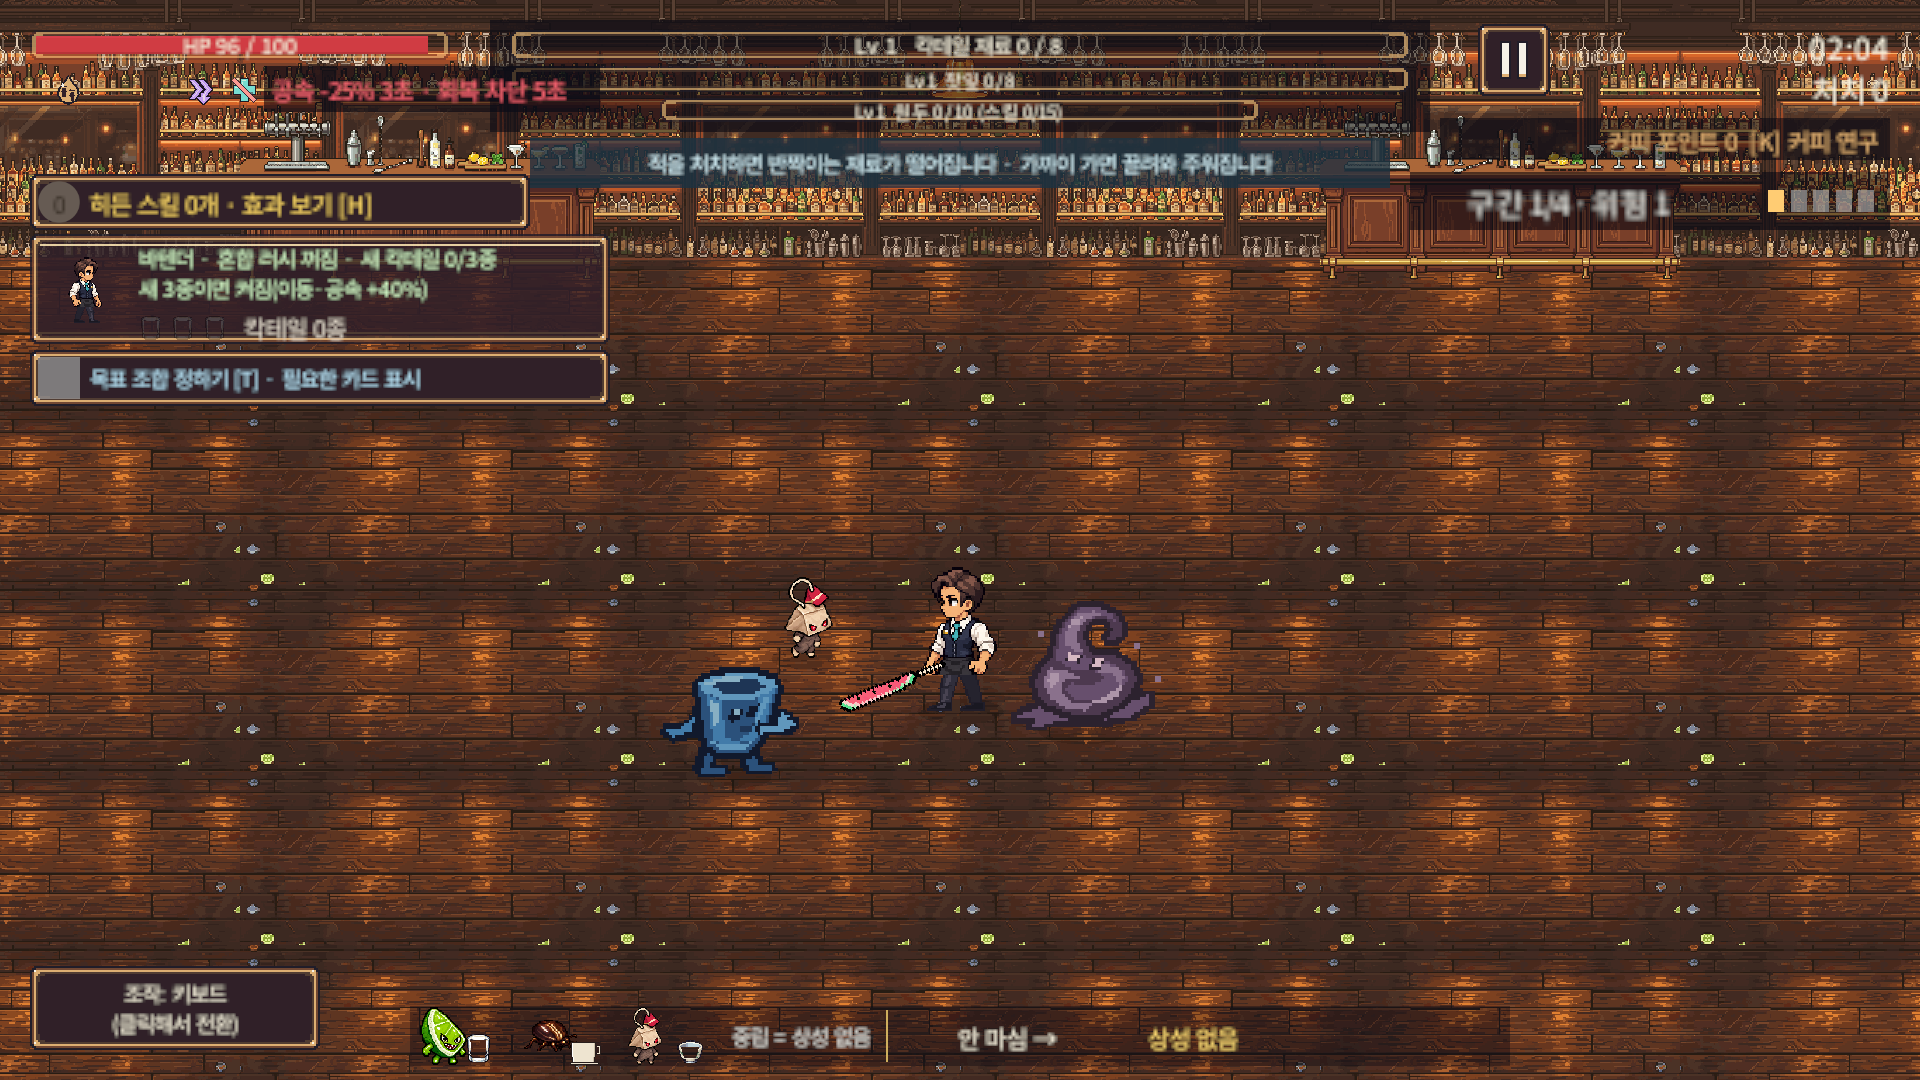 HP 96 / 100
Lv 1 칵테일 재료 0 / 8
02:04
공속 -25% 3초 · 회복 차단 5초
Lv1 찻잎 0/8
처치 0
Lv1 원두 0/10 (스킬 0/15)
커피 포인트 0 [K] 커피 연구
적을 처치하면 반짝이는 재료가 떨어집니다 · 가까이 가면 끌려와 주워집니다
0 히든 스킬 0개 · 효과 보기 [H]
구간 1/4 · 위험 1
바텐더 · 혼합 러시 꺼짐 · 새 칵테일 0/3종
새 3종이면 켜짐(이동·공속 +40%)
칵테일 0종
목표 조합 정하기 [T] · 필요한 카드 표시
조작: 키보드
(클릭해서 전환)
중립 = 상성 없음
안 마심 →
상성 없음